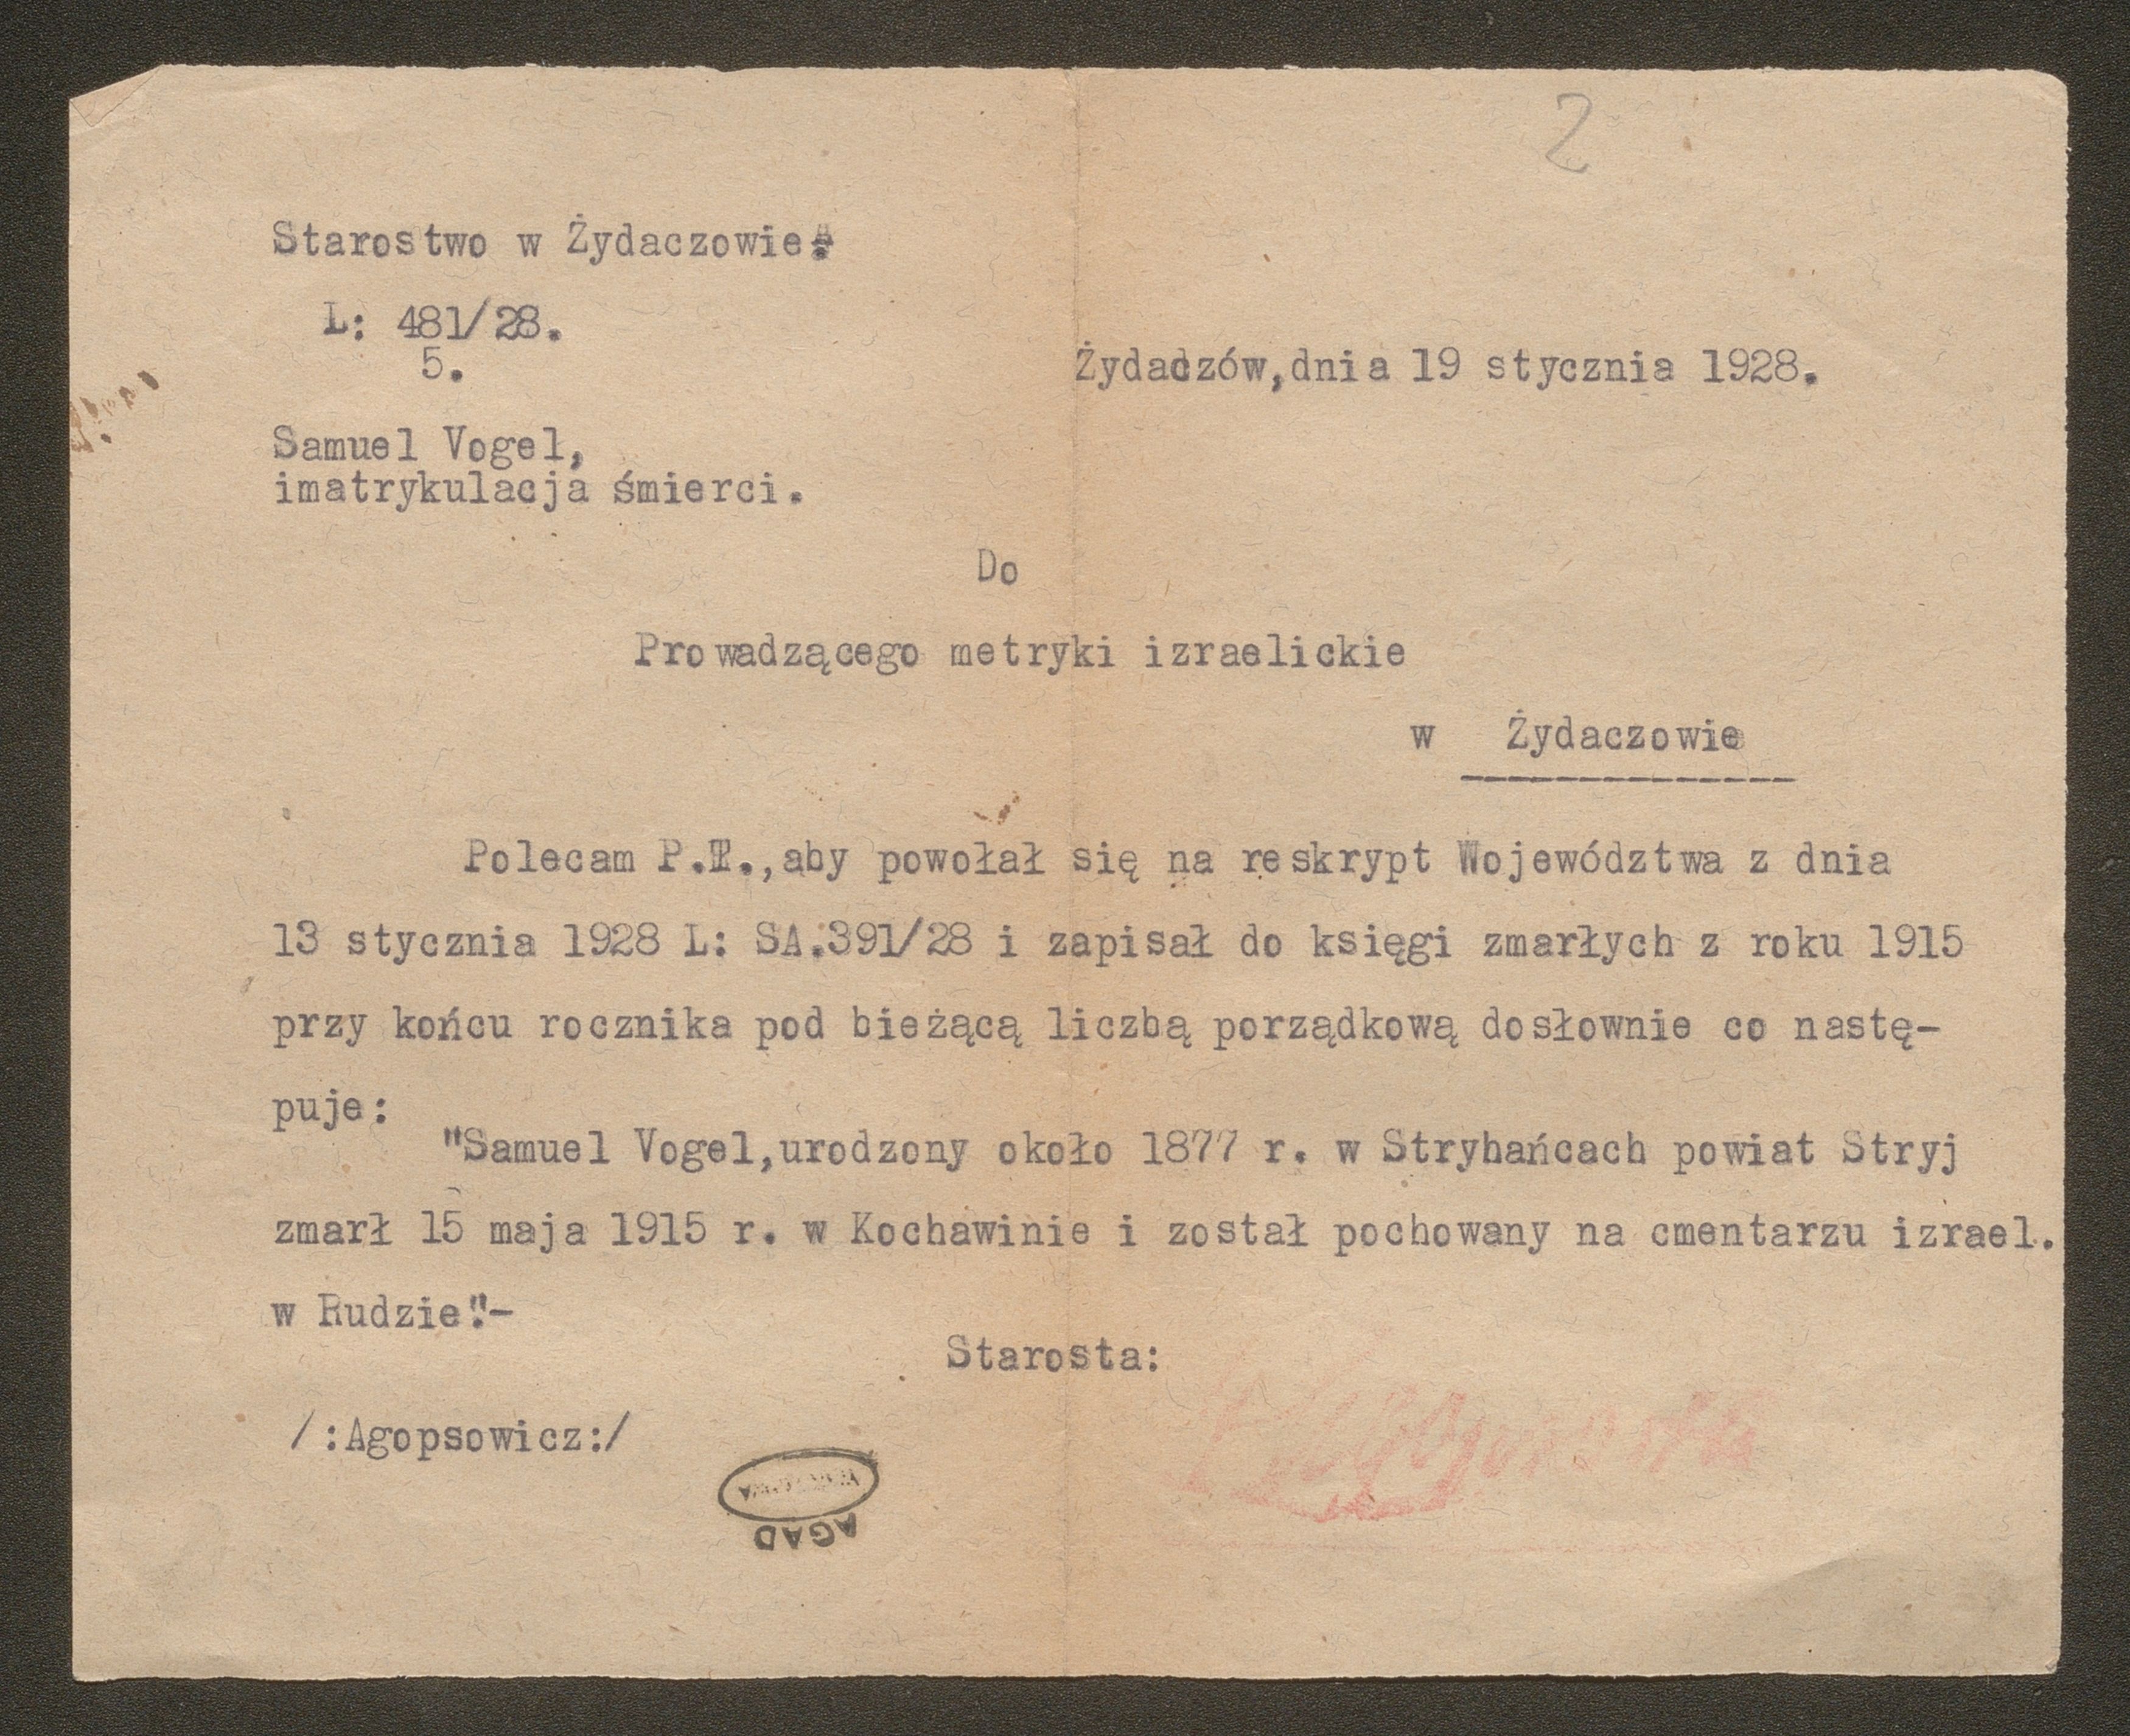 2
Starostwo w Żydaczowie.
L: 481/28.
5.
Żydaczów,dnia 19 stycznia 1928.
Samuel Vogel,
imatrykulacja śmierci.
Do
Prowadzącego metryki izraelickie
w Żydaczowie
Polecam P.T.,aby powołał się na reskrypt Województwa z dnia
13 stycznia 1928 L: SA.391/28 i zapisał do księgi zmarłych z roku 1915
przy końcu rocznika pod bieżącą liczbą porządkową dosłownie co nastę-
puje:
"Samuel Vogel,urodzony około 1877 r. w Stryhańcach powiat Stryj
zmarł 15 maja 1915 r. w Kochawinie i został pochowany na cmentarzu izrael.
w Rudzie".-
Starosta:
/:Agopsowicz:/
AGAD